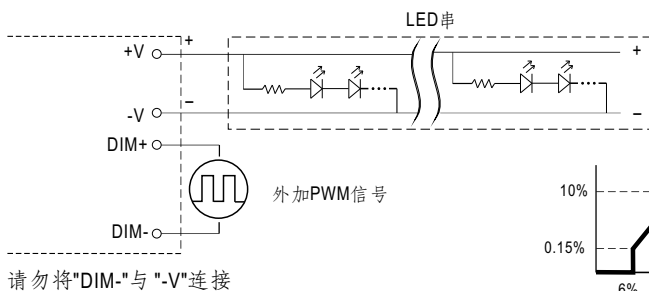 LED串
+V
+
+
-V
−
−
DIM+
外加PWM信号
DIM-
10%
0.15%
6%
请勿将"DIM-"与 "-V"连接